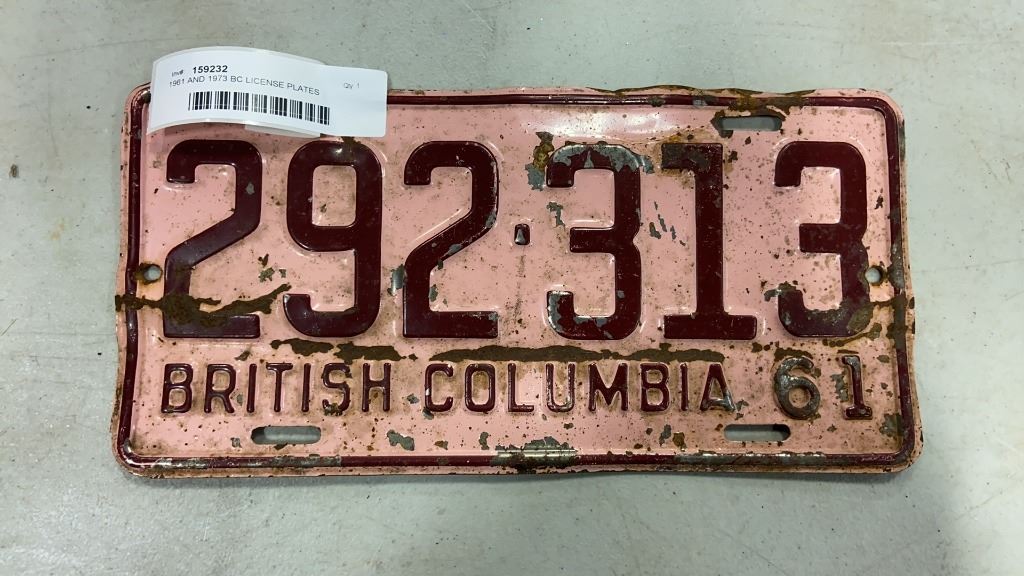 Inv# 159232
1961 AND 1973 BC LICENSE PLATES Qty 1
292·313
BRITISH COLUMBIA 61